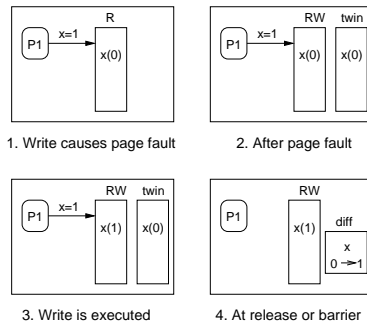 R
P1
x=1
x(0)
1. Write causes page fault
RW twin
P1
x=1
x(0)
x(0)
2. After page fault
RW twin
P1
x=1
x(1)
x(0)
3. Write is executed
RW
P1
x(1)
diff
x
0 → 1
4. At release or barrier